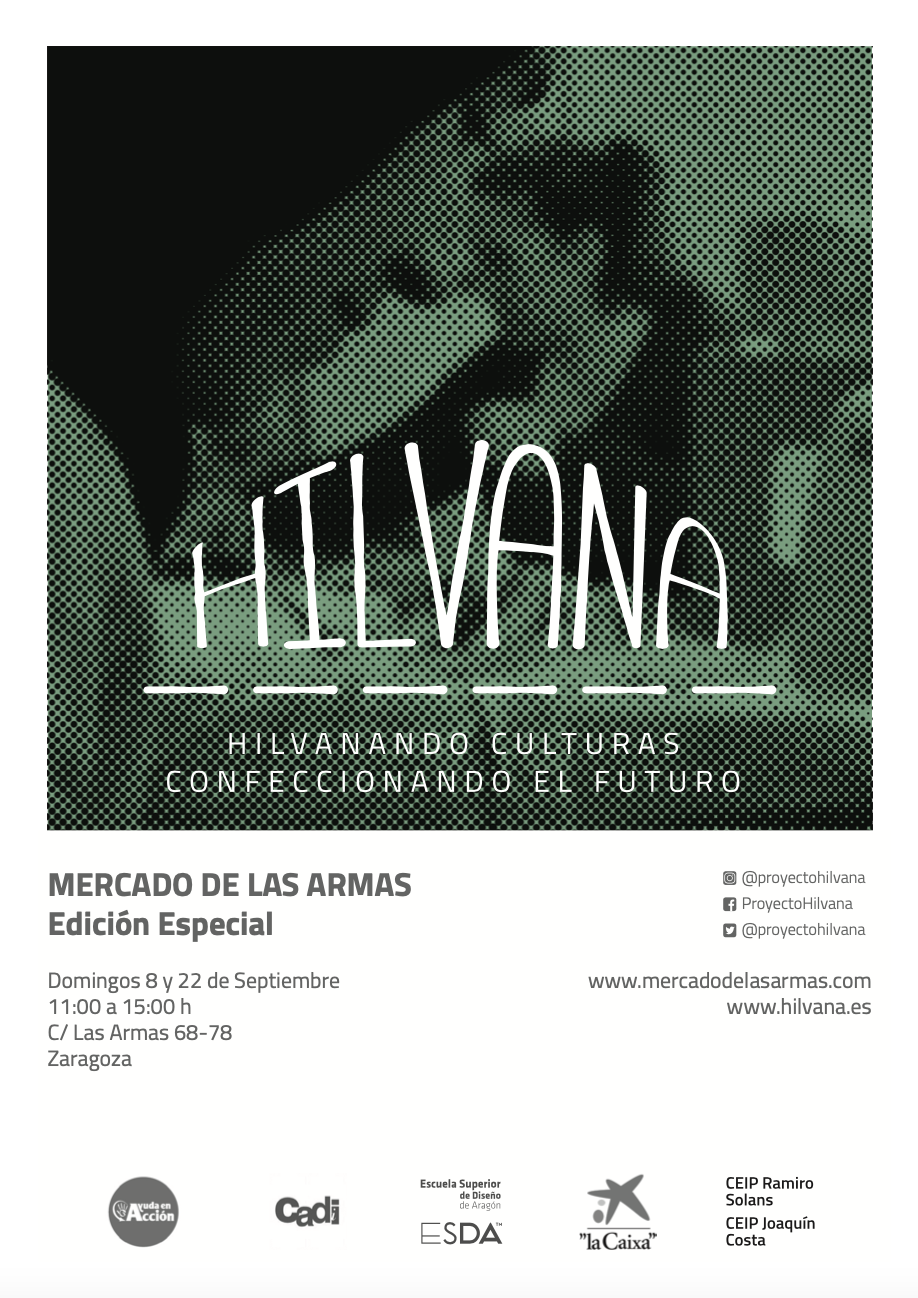 HILVANA
HILVANANDO CULTURAS
CONFECCIONANDO EL FUTURO
MERCADO DE LAS ARMAS
Edición Especial
Domingos 8 y 22 de Septiembre
11:00 a 15:00 h
C/ Las Armas 68-78
Zaragoza
@proyectohilvana
ProyectoHilvana
@proyectohilvana
www.mercadodelasarmas.com
www.hilvana.es
Ayuda en
Acción
Cadi
Escuela Superior
de Diseño
de Aragón
ESDA™
"la Caixa"
CEIP Ramiro
Solans
CEIP Joaquín
Costa